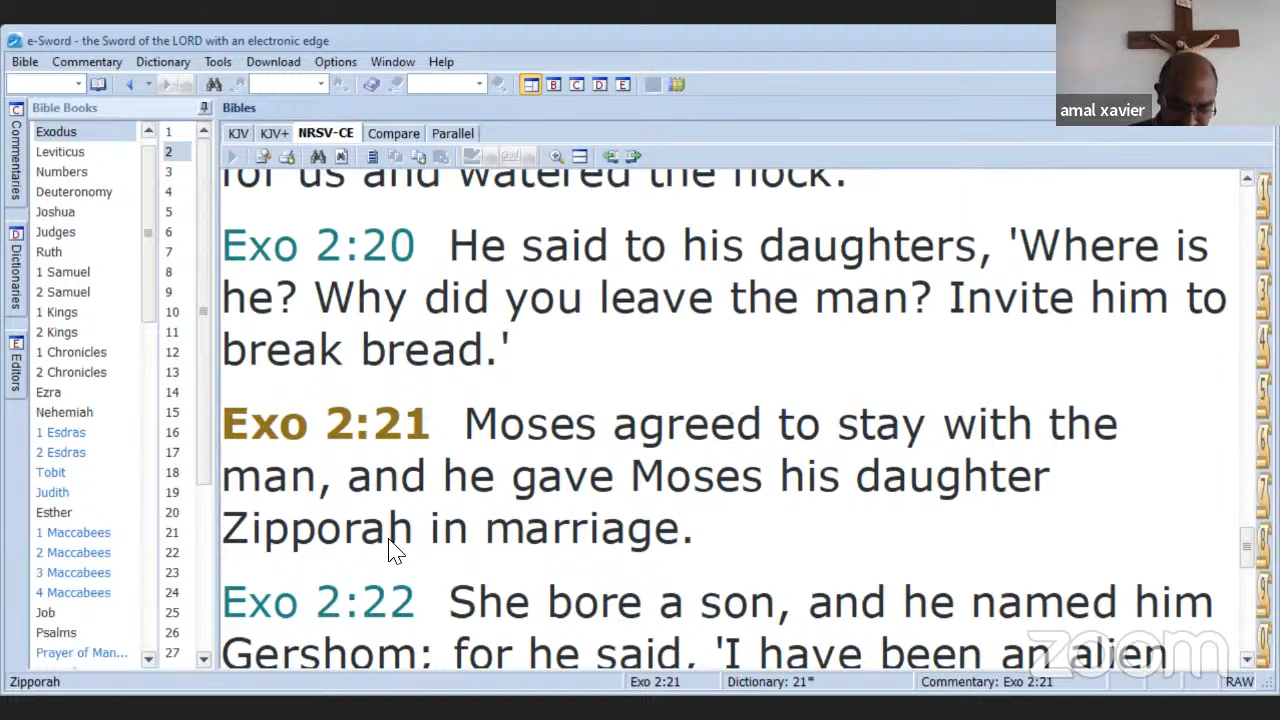 e-Sword - the Sword of the LORD with an electronic edge
amal xavier
Bible Commentary Dictionary Tools Download Options Window Help
Bible Books
Bibles
KJV KJV+ NRSV-CE Compare Parallel
Commentaries
Dictionaries
Editors
Exodus 1
Leviticus 2
Numbers 3
Deuteronomy 4
Joshua 5
Judges 6
Ruth 7
1 Samuel 8
2 Samuel 9
1 Kings 10
2 Kings 11
1 Chronicles 12
2 Chronicles 13
Ezra 14
Nehemiah 15
1 Esdras 16
2 Esdras 17
Tobit 18
Judith 19
Esther 20
1 Maccabees 21
2 Maccabees 22
3 Maccabees 23
4 Maccabees 24
Job 25
Psalms 26
Prayer of Man... 27
for us and watered the flock.'
Exo 2:20 He said to his daughters, 'Where is
he? Why did you leave the man? Invite him to
break bread.'
Exo 2:21 Moses agreed to stay with the
man, and he gave Moses his daughter
Zipporah in marriage.
Exo 2:22 She bore a son, and he named him
Gershom; for he said, 'I have been an alien
zoom
Zipporah Exo 2:21 Dictionary: 21* Commentary: Exo 2:21 RAW